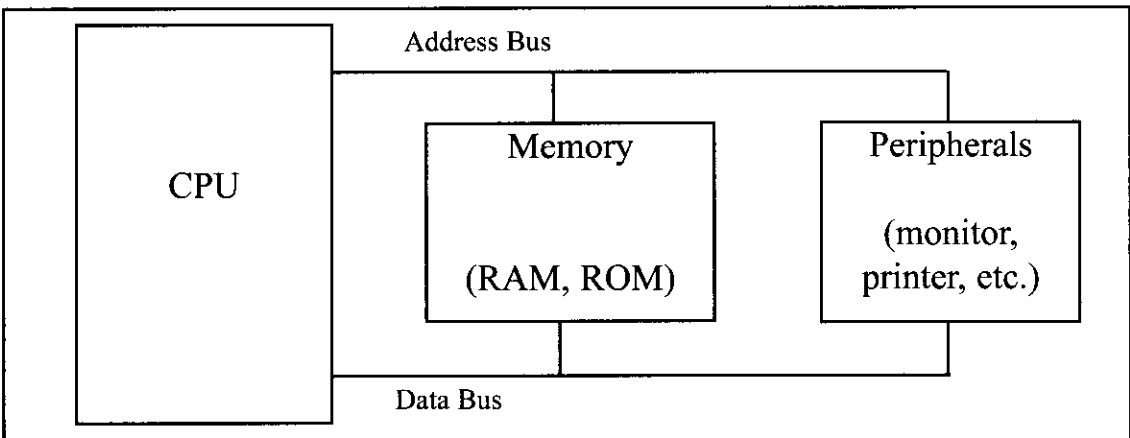 Address Bus
CPU
Memory
(RAM, ROM)
Peripherals
(monitor,
printer, etc.)
Data Bus